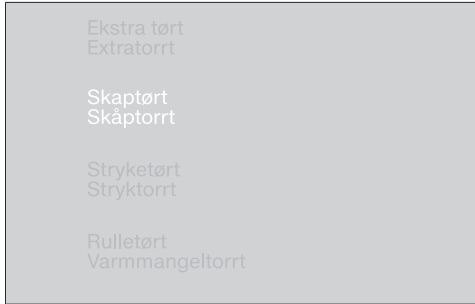 Ekstra tørt
Extratorrt
Skaptørt
Skåptorrt
Stryketørt
Stryktorrt
Rulletørt
Varmmangeltorrt